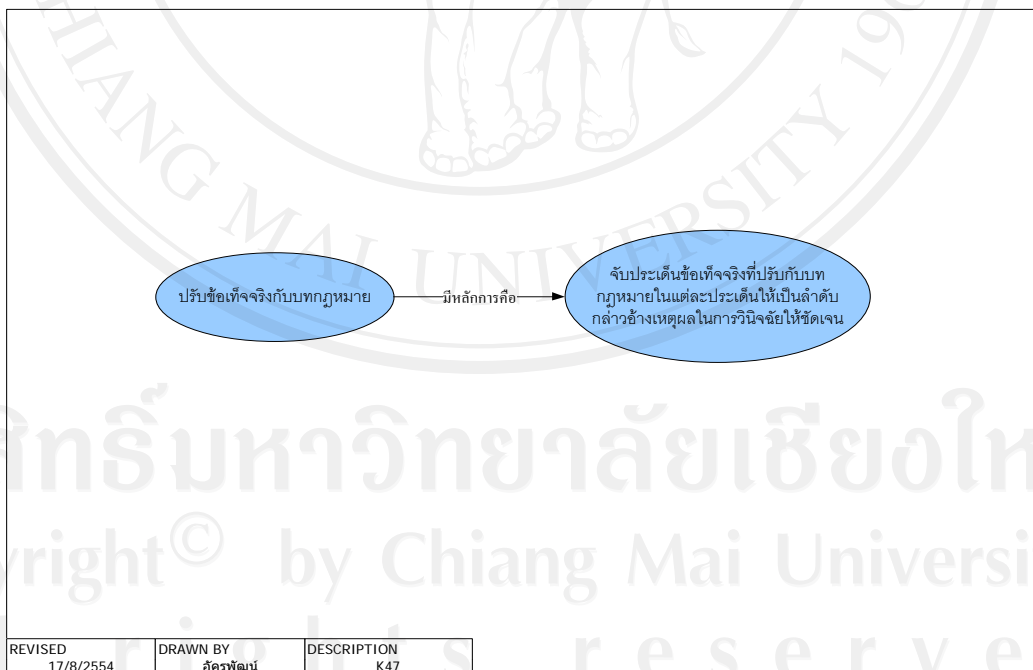 CHIANG MAI UNIVERSITY 19
ปรับข้อเท็จจริงกับบทกฎหมาย
มีหลักการคือ
จับประเด็นข้อเท็จจริงที่ปรับกับบท
กฎหมายในแต่ละประเด็นให้เป็นลำดับ
กล่าวอ้างเหตุผลในการวินิจฉัยให้ชัดเจน
สิทธิ์มหาวิทยาลัยเชียงให
yright© by Chiang Mai Universi
rights reserve
REVISED DRAWN BY DESCRIPTION
17/8/2554 อัครพัฒน์ K47